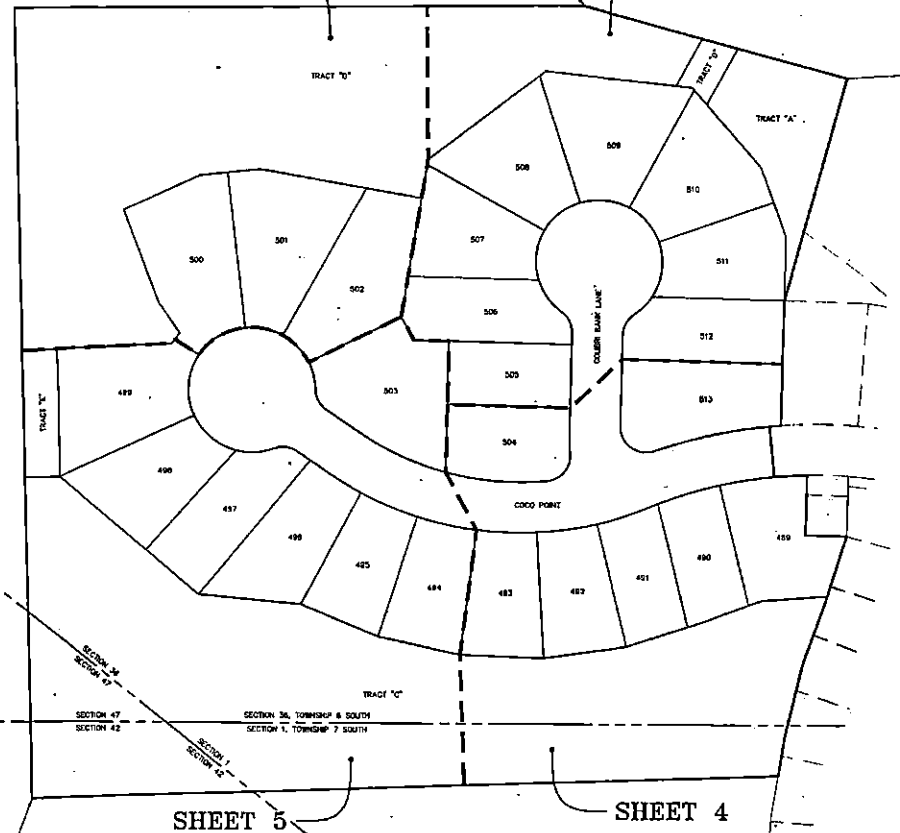 TRACT "D"
TRACT "D"
TRACT "A"
509
508
510
507
501
500
511
502
506
COLIBRI BANK LANE
512
505
503
499
513
TRACT "E"
504
498
COCO POINT
497
496
489
495
490
491
494
492
493
SECTION 36
SECTION 47
TRACT "C"
SECTION 47
SECTION 42
SECTION 36, TOWNSHIP 6 SOUTH
SECTION 1, TOWNSHIP 7 SOUTH
SECTION 1
SECTION 42
SHEET 5
SHEET 4